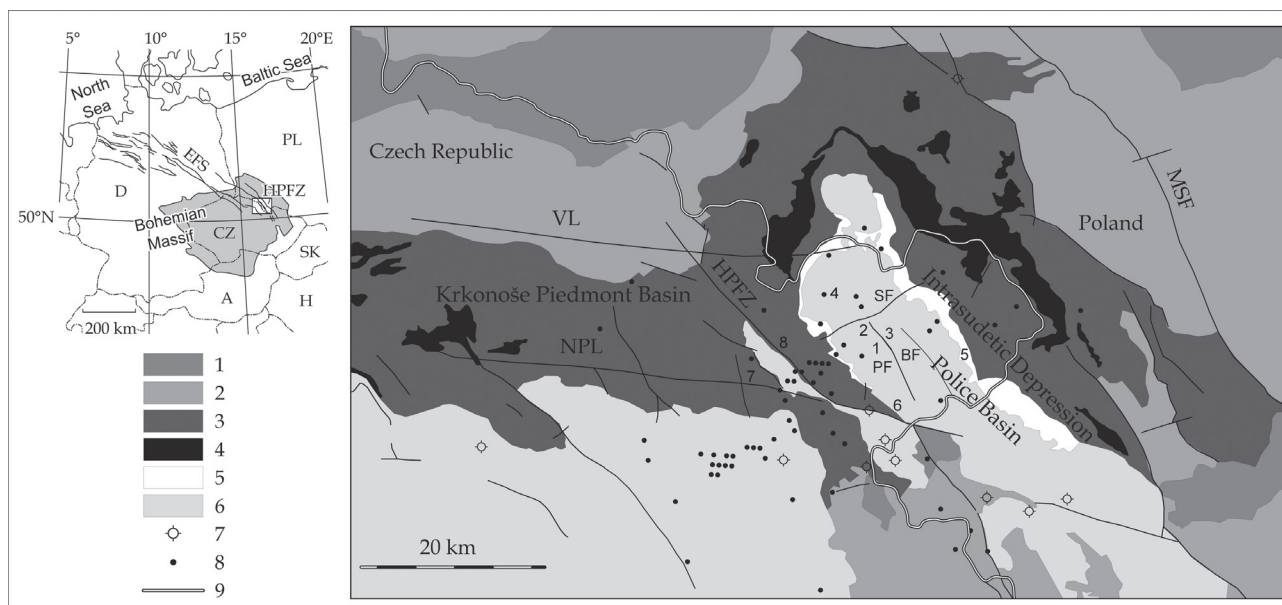 5° 10° 15° 20°E
North
Sea
Baltic Sea
EFS
PL
D
HPFZ
50°N
Bohemian
Massif
CZ
SK
A
H
200 km
1
2
3
4
5
6
7
8
9
Czech Republic
VL
HPFZ
MSF
Poland
Krkonoše Piedmont Basin
NPL
Intrasudetic Depression
Police Basin
4
SF
2
3
1
BF
PF
5
8
7
6
20 km